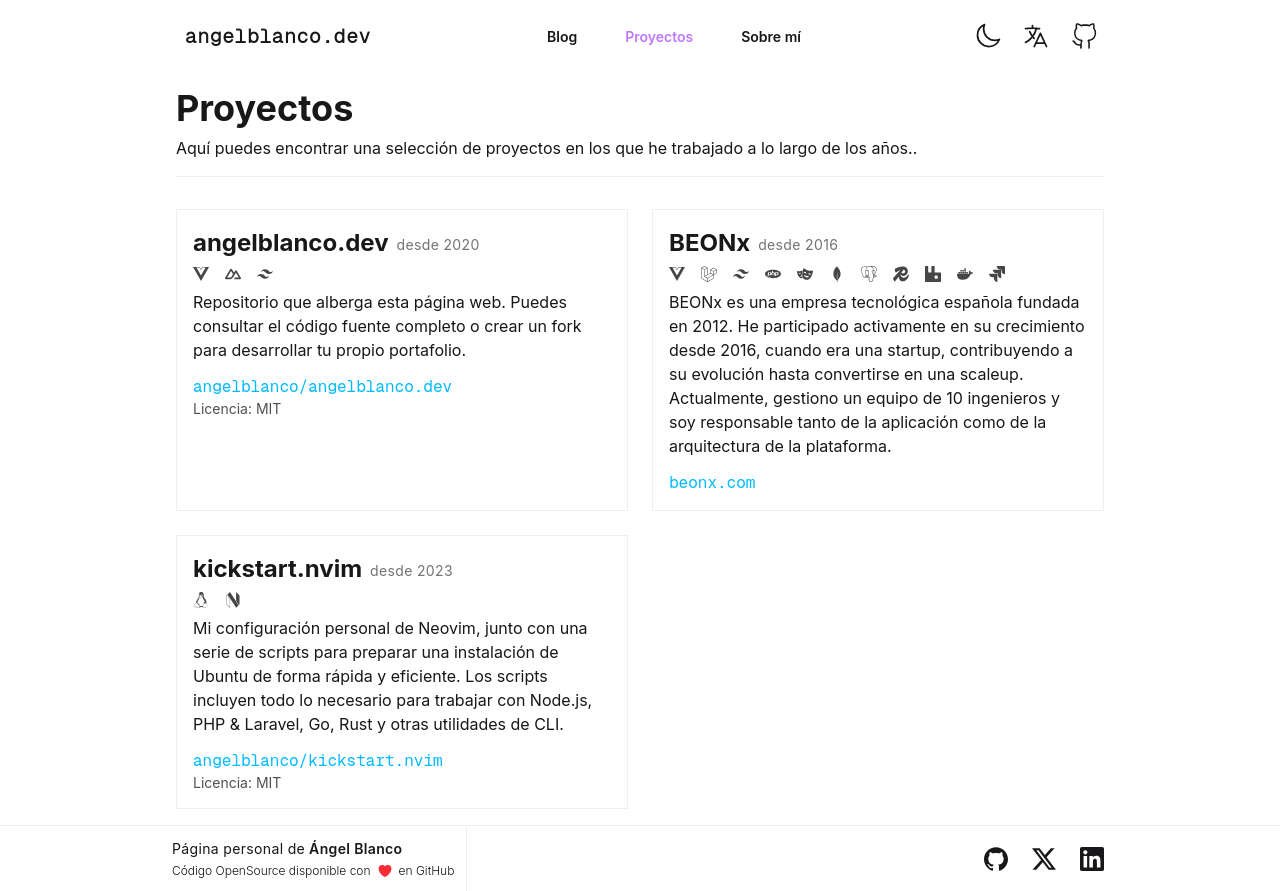 angelblanco.dev
Blog
Proyectos
Sobre mí
Proyectos
Aquí puedes encontrar una selección de proyectos en los que he trabajado a lo largo de los años..
angelblanco.dev desde 2020
Repositorio que alberga esta página web. Puedes
consultar el código fuente completo o crear un fork
para desarrollar tu propio portafolio.
angelblanco/angelblanco.dev
Licencia: MIT
BEONx desde 2016
php
BEONx es una empresa tecnológica española fundada
en 2012. He participado activamente en su crecimiento
desde 2016, cuando era una startup, contribuyendo a
su evolución hasta convertirse en una scaleup.
Actualmente, gestiono un equipo de 10 ingenieros y
soy responsable tanto de la aplicación como de la
arquitectura de la plataforma.
beonx.com
kickstart.nvim desde 2023
Mi configuración personal de Neovim, junto con una
serie de scripts para preparar una instalación de
Ubuntu de forma rápida y eficiente. Los scripts
incluyen todo lo necesario para trabajar con Node.js,
PHP & Laravel, Go, Rust y otras utilidades de CLI.
angelblanco/kickstart.nvim
Licencia: MIT
Página personal de Ángel Blanco
Código OpenSource disponible con ❤️ en GitHub